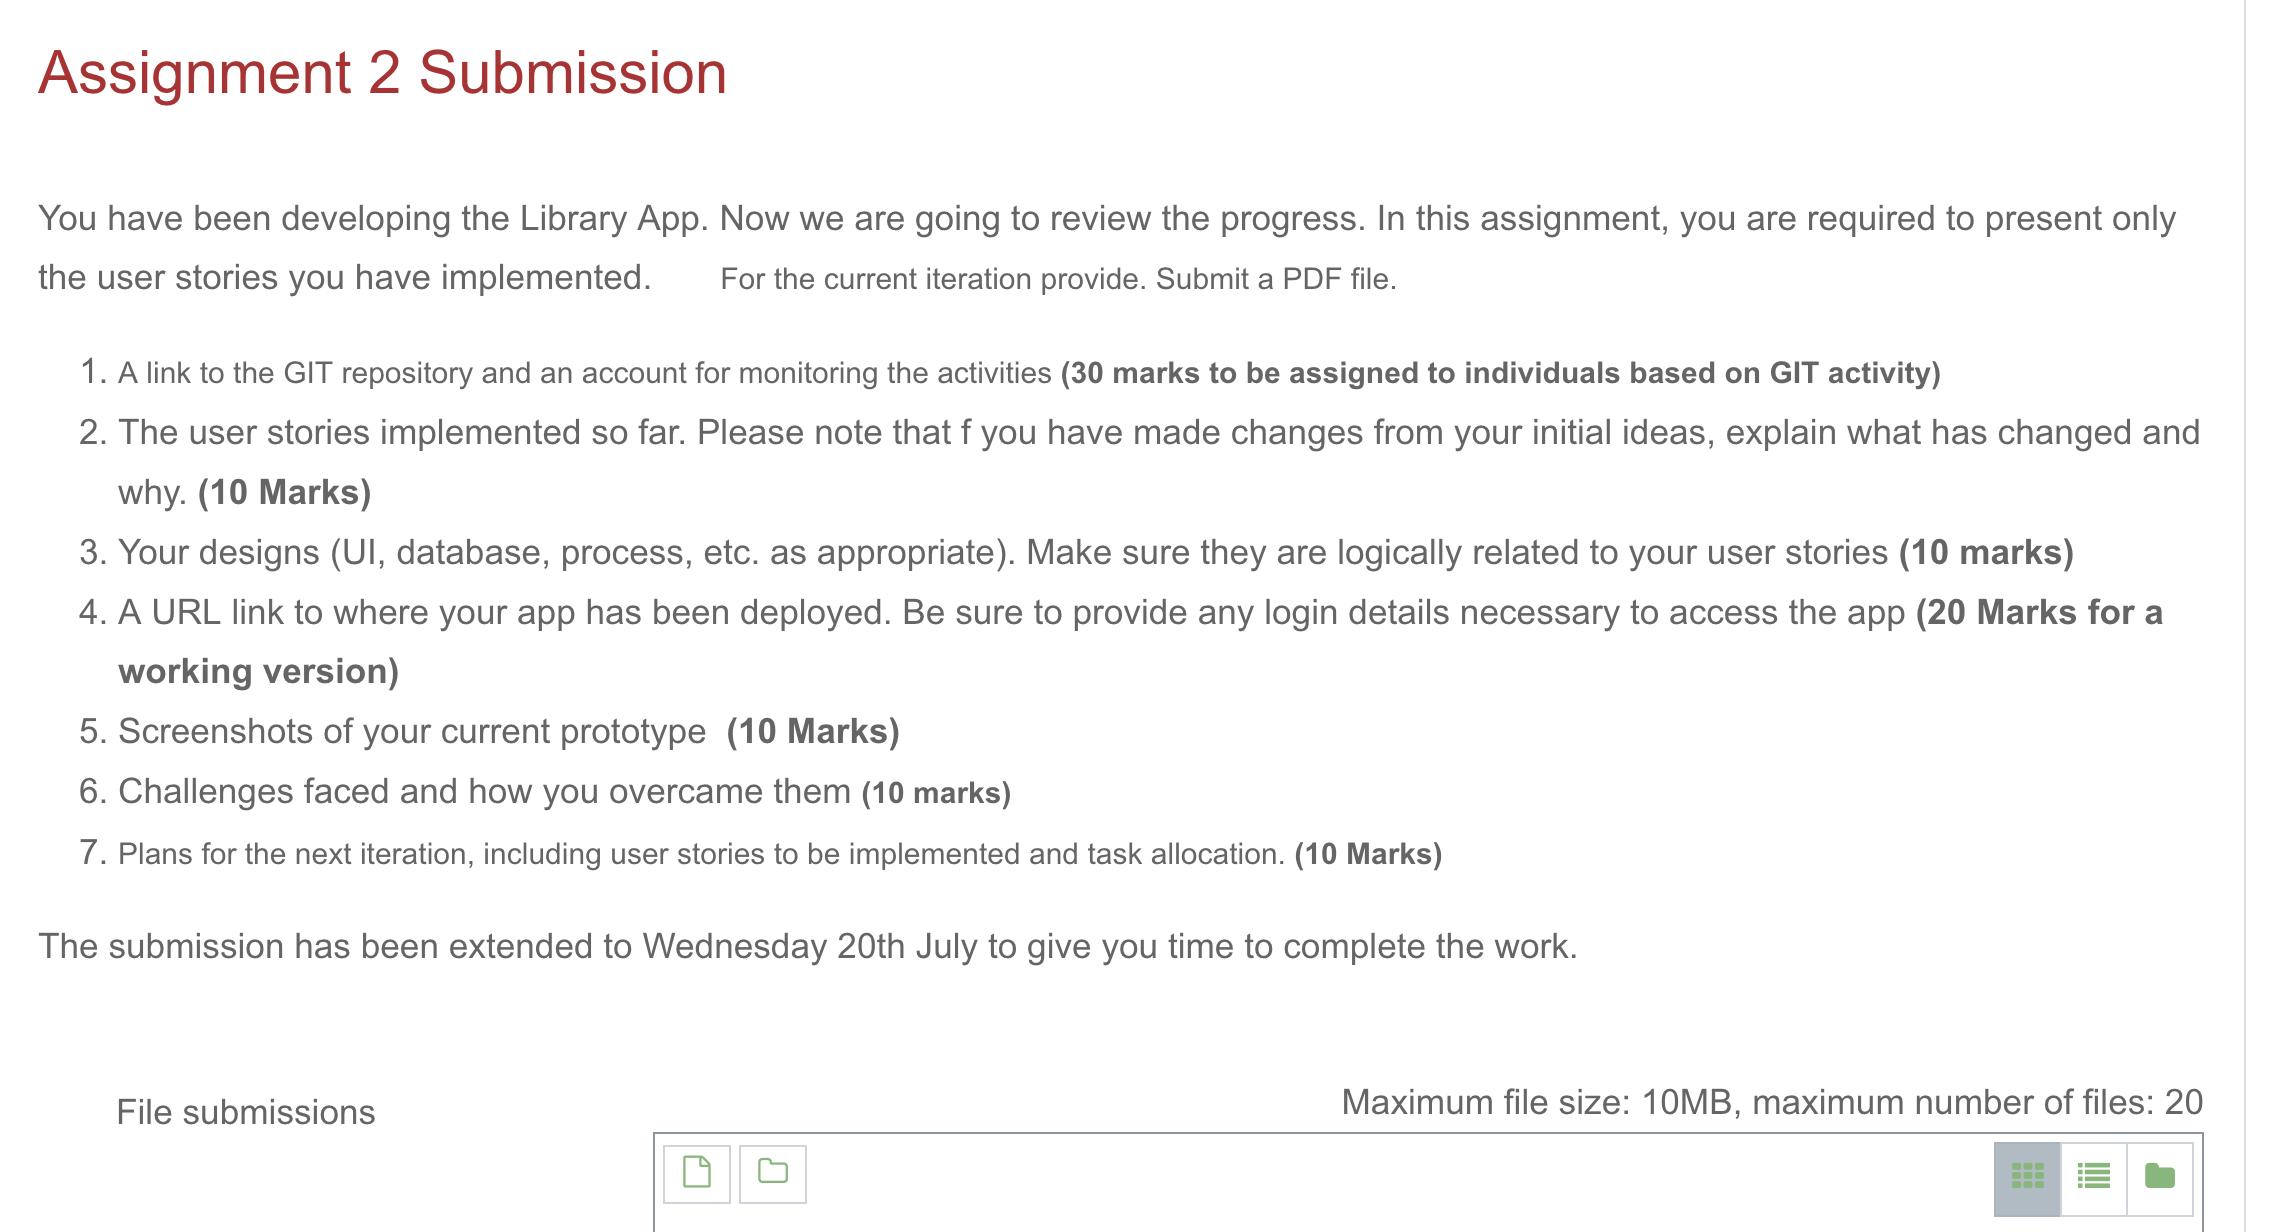 Assignment 2 Submission
You have been developing the Library App. Now we are going to review the progress. In this assignment, you are required to present only
the user stories you have implemented. For the current iteration provide. Submit a PDF file.
1. A link to the GIT repository and an account for monitoring the activities (30 marks to be assigned to individuals based on GIT activity)
2. The user stories implemented so far. Please note that f you have made changes from your initial ideas, explain what has changed and
why. (10 Marks)
3. Your designs (UI, database, process, etc. as appropriate). Make sure they are logically related to your user stories (10 marks)
4. A URL link to where your app has been deployed. Be sure to provide any login details necessary to access the app (20 Marks for a
working version)
5. Screenshots of your current prototype (10 Marks)
6. Challenges faced and how you overcame them (10 marks)
7. Plans for the next iteration, including user stories to be implemented and task allocation. (10 Marks)
The submission has been extended to Wednesday 20th July to give you time to complete the work.
Maximum file size: 10MB, maximum number of files: 20
File submissions